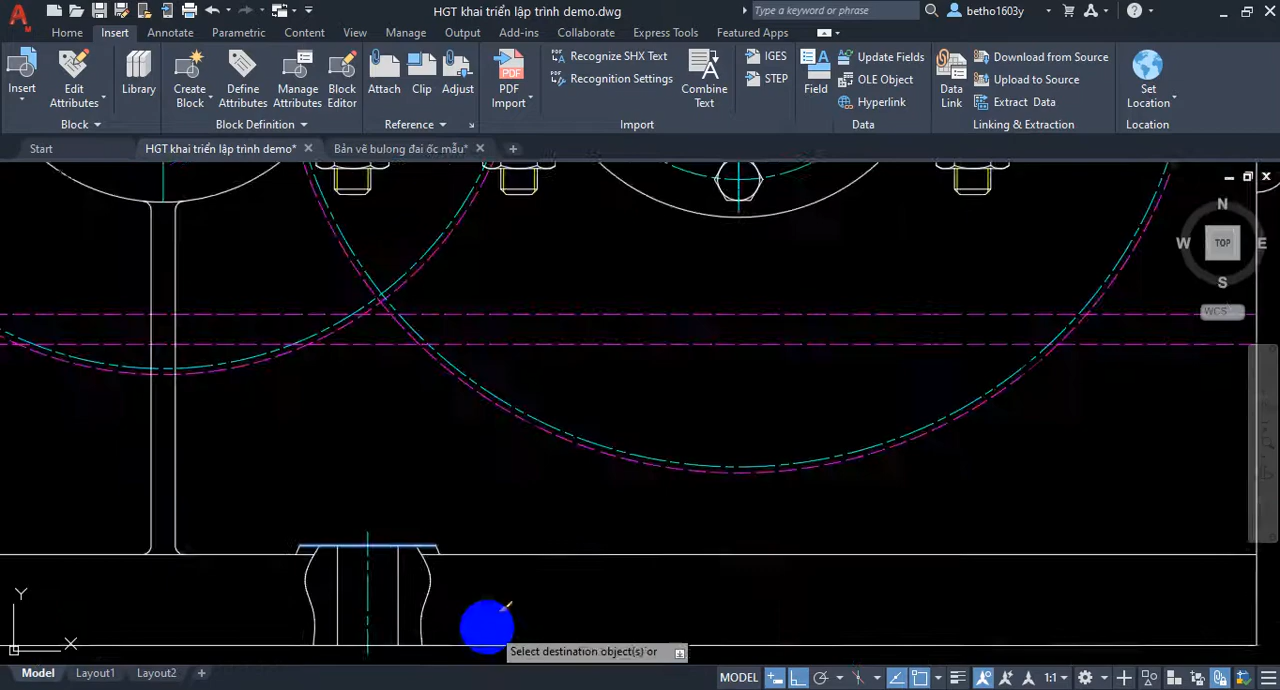 HGT khai triển lập trình demo.dwg
Type a keyword or phrase
betho1603y
Home Insert Annotate Parametric Content View Manage Output Add-ins Collaborate Express Tools Featured Apps
Insert
Edit
Attributes
Library
Create
Block
Define
Attributes
Manage
Attributes
Block
Editor
Attach
Clip
Adjust
PDF
Import
Recognize SHX Text
Recognition Settings
IGES
STEP
Combine
Text
Field
Update Fields
OLE Object
Hyperlink
Data
Link
Download from Source
Upload to Source
Extract Data
Set
Location
Block
Block Definition
Reference
Import
Data
Linking & Extraction
Location
Start
HGT khai triển lập trình demo*
Bản vẽ bulong đai ốc mẫu*
N
W
TOP
E
S
WCS
Y
X
Select destination object(s) or
Model Layout1 Layout2
MODEL
1:1